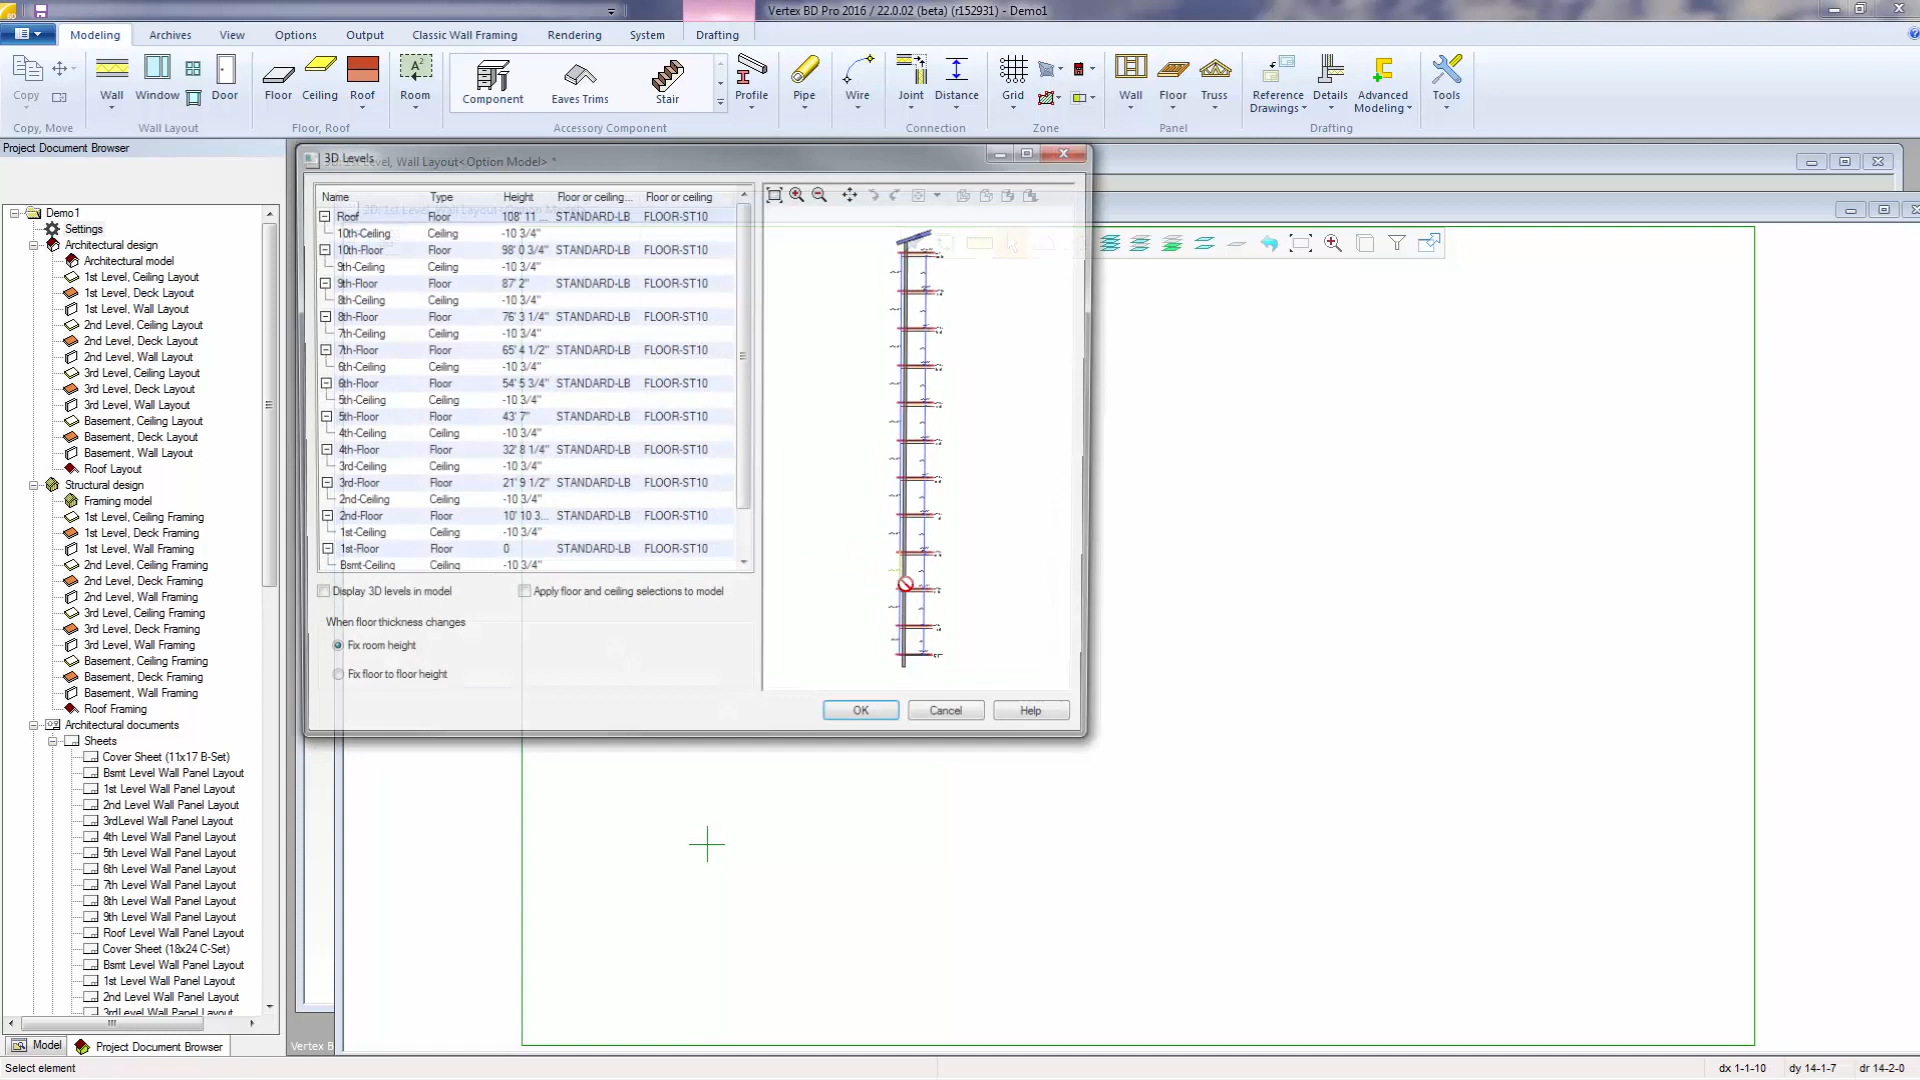 Vertex BD Pro 2016 / 22.0.02 (beta) (r152931) - Demo1
Modeling Archives View Options Output Classic Wall Framing Rendering System Drafting
Copy Wall Window Door Floor Ceiling Roof Room Component Eaves Trims Stair Profile Pipe Wire Joint Distance Grid Wall Floor Truss Reference Drawings Details Advanced Modeling Tools
Copy, Move Wall Layout Floor, Roof Accessory Component Connection Zone Panel Drafting
Project Document Browser
Demo1
Settings
Architectural design
Architectural model
1st Level, Ceiling Layout
1st Level, Deck Layout
1st Level, Wall Layout
2nd Level, Ceiling Layout
2nd Level, Deck Layout
2nd Level, Wall Layout
3rd Level, Ceiling Layout
3rd Level, Deck Layout
3rd Level, Wall Layout
Basement, Ceiling Layout
Basement, Deck Layout
Basement, Wall Layout
Roof Layout
Structural design
Framing model
1st Level, Ceiling Framing
1st Level, Deck Framing
1st Level, Wall Framing
2nd Level, Ceiling Framing
2nd Level, Deck Framing
2nd Level, Wall Framing
3rd Level, Ceiling Framing
3rd Level, Deck Framing
3rd Level, Wall Framing
Basement, Ceiling Framing
Basement, Deck Framing
Basement, Wall Framing
Roof Framing
Architectural documents
Sheets
Cover Sheet (11x17 B-Set)
Bsmt Level Wall Panel Layout
1st Level Wall Panel Layout
2nd Level Wall Panel Layout
3rdLevel Wall Panel Layout
4th Level Wall Panel Layout
5th Level Wall Panel Layout
6th Level Wall Panel Layout
7th Level Wall Panel Layout
8th Level Wall Panel Layout
9th Level Wall Panel Layout
Roof Level Wall Panel Layout
Cover Sheet (18x24 C-Set)
Bsmt Level Wall Panel Layout
1st Level Wall Panel Layout
2nd Level Wall Panel Layout
3rdLevel Wall Panel Layout
Model Project Document Browser
Vertex B
3D Levels
Level, Wall Layout<Option Model> *
Name Type Height Floor or ceiling... Floor or ceiling
Roof Floor 108' 11 ... STANDARD-LB FLOOR-ST10
10th-Ceiling Ceiling -10 3/4"
10th-Floor Floor 98' 0 3/4" STANDARD-LB FLOOR-ST10
9th-Ceiling Ceiling -10 3/4"
9th-Floor Floor 87' 2" STANDARD-LB FLOOR-ST10
8th-Ceiling Ceiling -10 3/4"
8th-Floor Floor 76' 3 1/4" STANDARD-LB FLOOR-ST10
7th-Ceiling Ceiling -10 3/4"
7th-Floor Floor 65' 4 1/2" STANDARD-LB FLOOR-ST10
6th-Ceiling Ceiling -10 3/4"
6th-Floor Floor 54' 5 3/4" STANDARD-LB FLOOR-ST10
5th-Ceiling Ceiling -10 3/4"
5th-Floor Floor 43' 7" STANDARD-LB FLOOR-ST10
4th-Ceiling Ceiling -10 3/4"
4th-Floor Floor 32' 8 1/4" STANDARD-LB FLOOR-ST10
3rd-Ceiling Ceiling -10 3/4"
3rd-Floor Floor 21' 9 1/2" STANDARD-LB FLOOR-ST10
2nd-Ceiling Ceiling -10 3/4"
2nd-Floor Floor 10' 10 3... STANDARD-LB FLOOR-ST10
1st-Ceiling Ceiling -10 3/4"
1st-Floor Floor 0 STANDARD-LB FLOOR-ST10
Bsmt-Ceiling Ceiling -10 3/4"
Display 3D levels in model Apply floor and ceiling selections to model
When floor thickness changes
Fix room height
Fix floor to floor height
OK Cancel Help
Select element dx 1-1-10 dy 14-1-7 dr 14-2-0